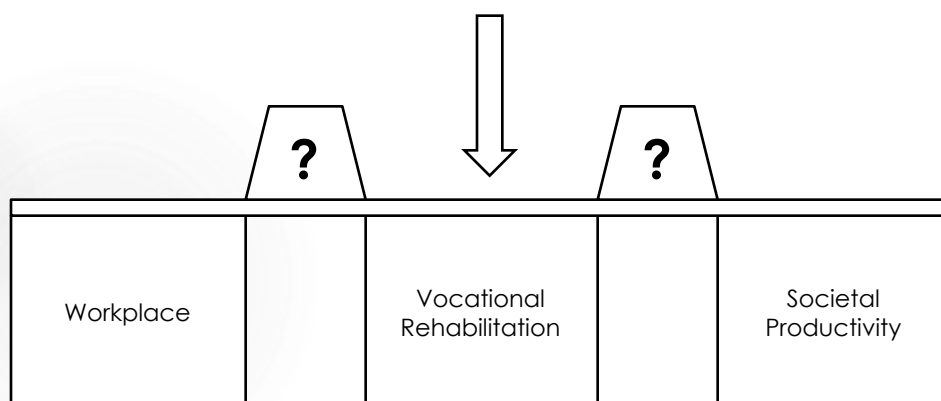 ?
?
Workplace
Vocational
Rehabilitation
Societal
Productivity